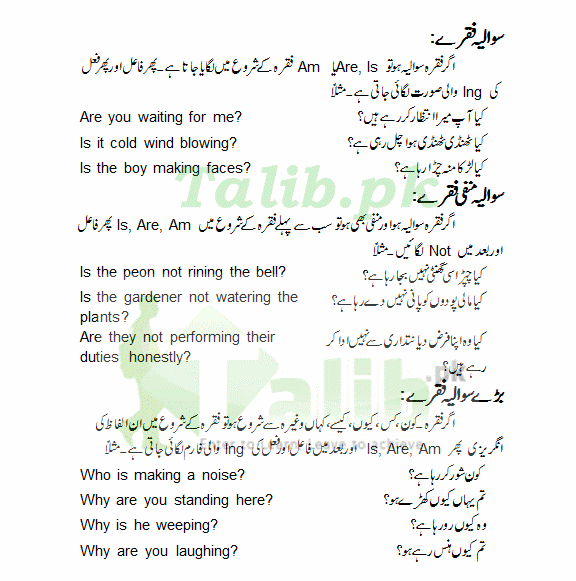 سوالیہ فقرے:
اگر فقرہ سوالیہ ہو تو Are, Is یا Am فقرہ کے شروع میں لگایا جاتا ہے۔ پھر فاعل اور پھر فعل
کی Ing والی صورت لگائی جاتی ہے۔ مثلاً
Are you waiting for me? کیا آپ میرا انتظار کر رہے ہیں؟
Is it cold wind blowing? کیا ٹھنڈی ٹھنڈی ہوا چل رہی ہے؟
Is the boy making faces? کیا لڑکا منہ چڑا رہا ہے؟
Talib.pk
سوالیہ منفی فقرے:
اگر فقرہ سوالیہ ہو اور منفی بھی ہو تو سب سے پہلے فقرہ کے شروع میں Is, Are, Am پھر فاعل
اور بعد میں Not لگائیں۔ مثلاً
Is the peon not rining the bell? کیا چپڑاسی گھنٹی نہیں بجا رہا ہے؟
Is the gardener not watering the کیا مالی پودوں کو پانی نہیں دے رہا ہے؟
plants?
Are they not performing their کیا وہ اپنا فرض دیانتداری سے نہیں ادا کر
duties honestly? رہے ہیں؟
Talib.pk
بڑے سوالیہ فقرے:
اگر فقرہ۔ کون، کس، کیوں، کیسے، کہاں وغیرہ سے شروع ہو تو فقرہ کے شروع میں ان الفاظ کی
انگریزی پھر Is, Are, Am اور بعد میں فاعل اور فعل کی Ing والی فارم لگائی جاتی ہے۔ مثلاً
Enter to Learn Leave to achieve
Who is making a noise? کون شور کر رہا ہے؟
Why are you standing here? تم یہاں کیوں کھڑے ہو؟
Why is he weeping? وہ کیوں رو رہا ہے؟
Why are you laughing? تم کیوں ہنس رہے ہو؟